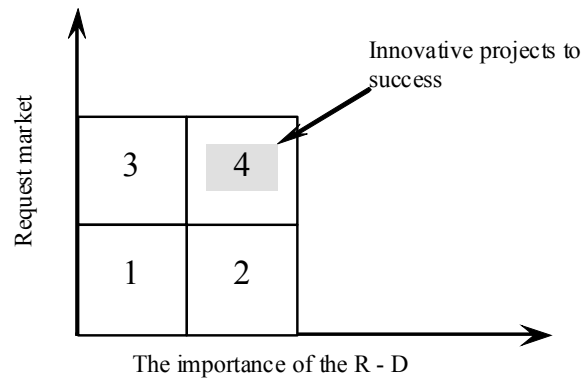 Innovative projects to
success
Request market
3
4
1
2
The importance of the R - D